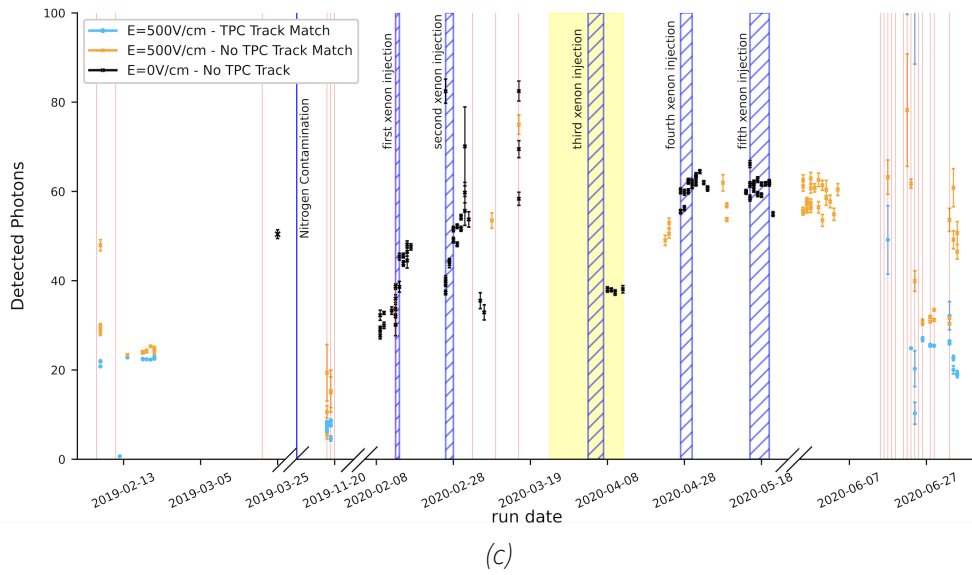 E=500V/cm - TPC Track Match
E=500V/cm - No TPC Track Match
E=0V/cm - No TPC Track
Nitrogen Contamination
first xenon injection
second xenon injection
third xenon injection
fourth xenon injection
fifth xenon injection
Detected Photons
100
80
60
40
20
0
2019-02-13
2019-03-05
2019-03-25
2019-11-20
2020-02-08
2020-02-28
2020-03-19
2020-04-08
2020-04-28
2020-05-18
2020-06-07
2020-06-27
run date
(c)